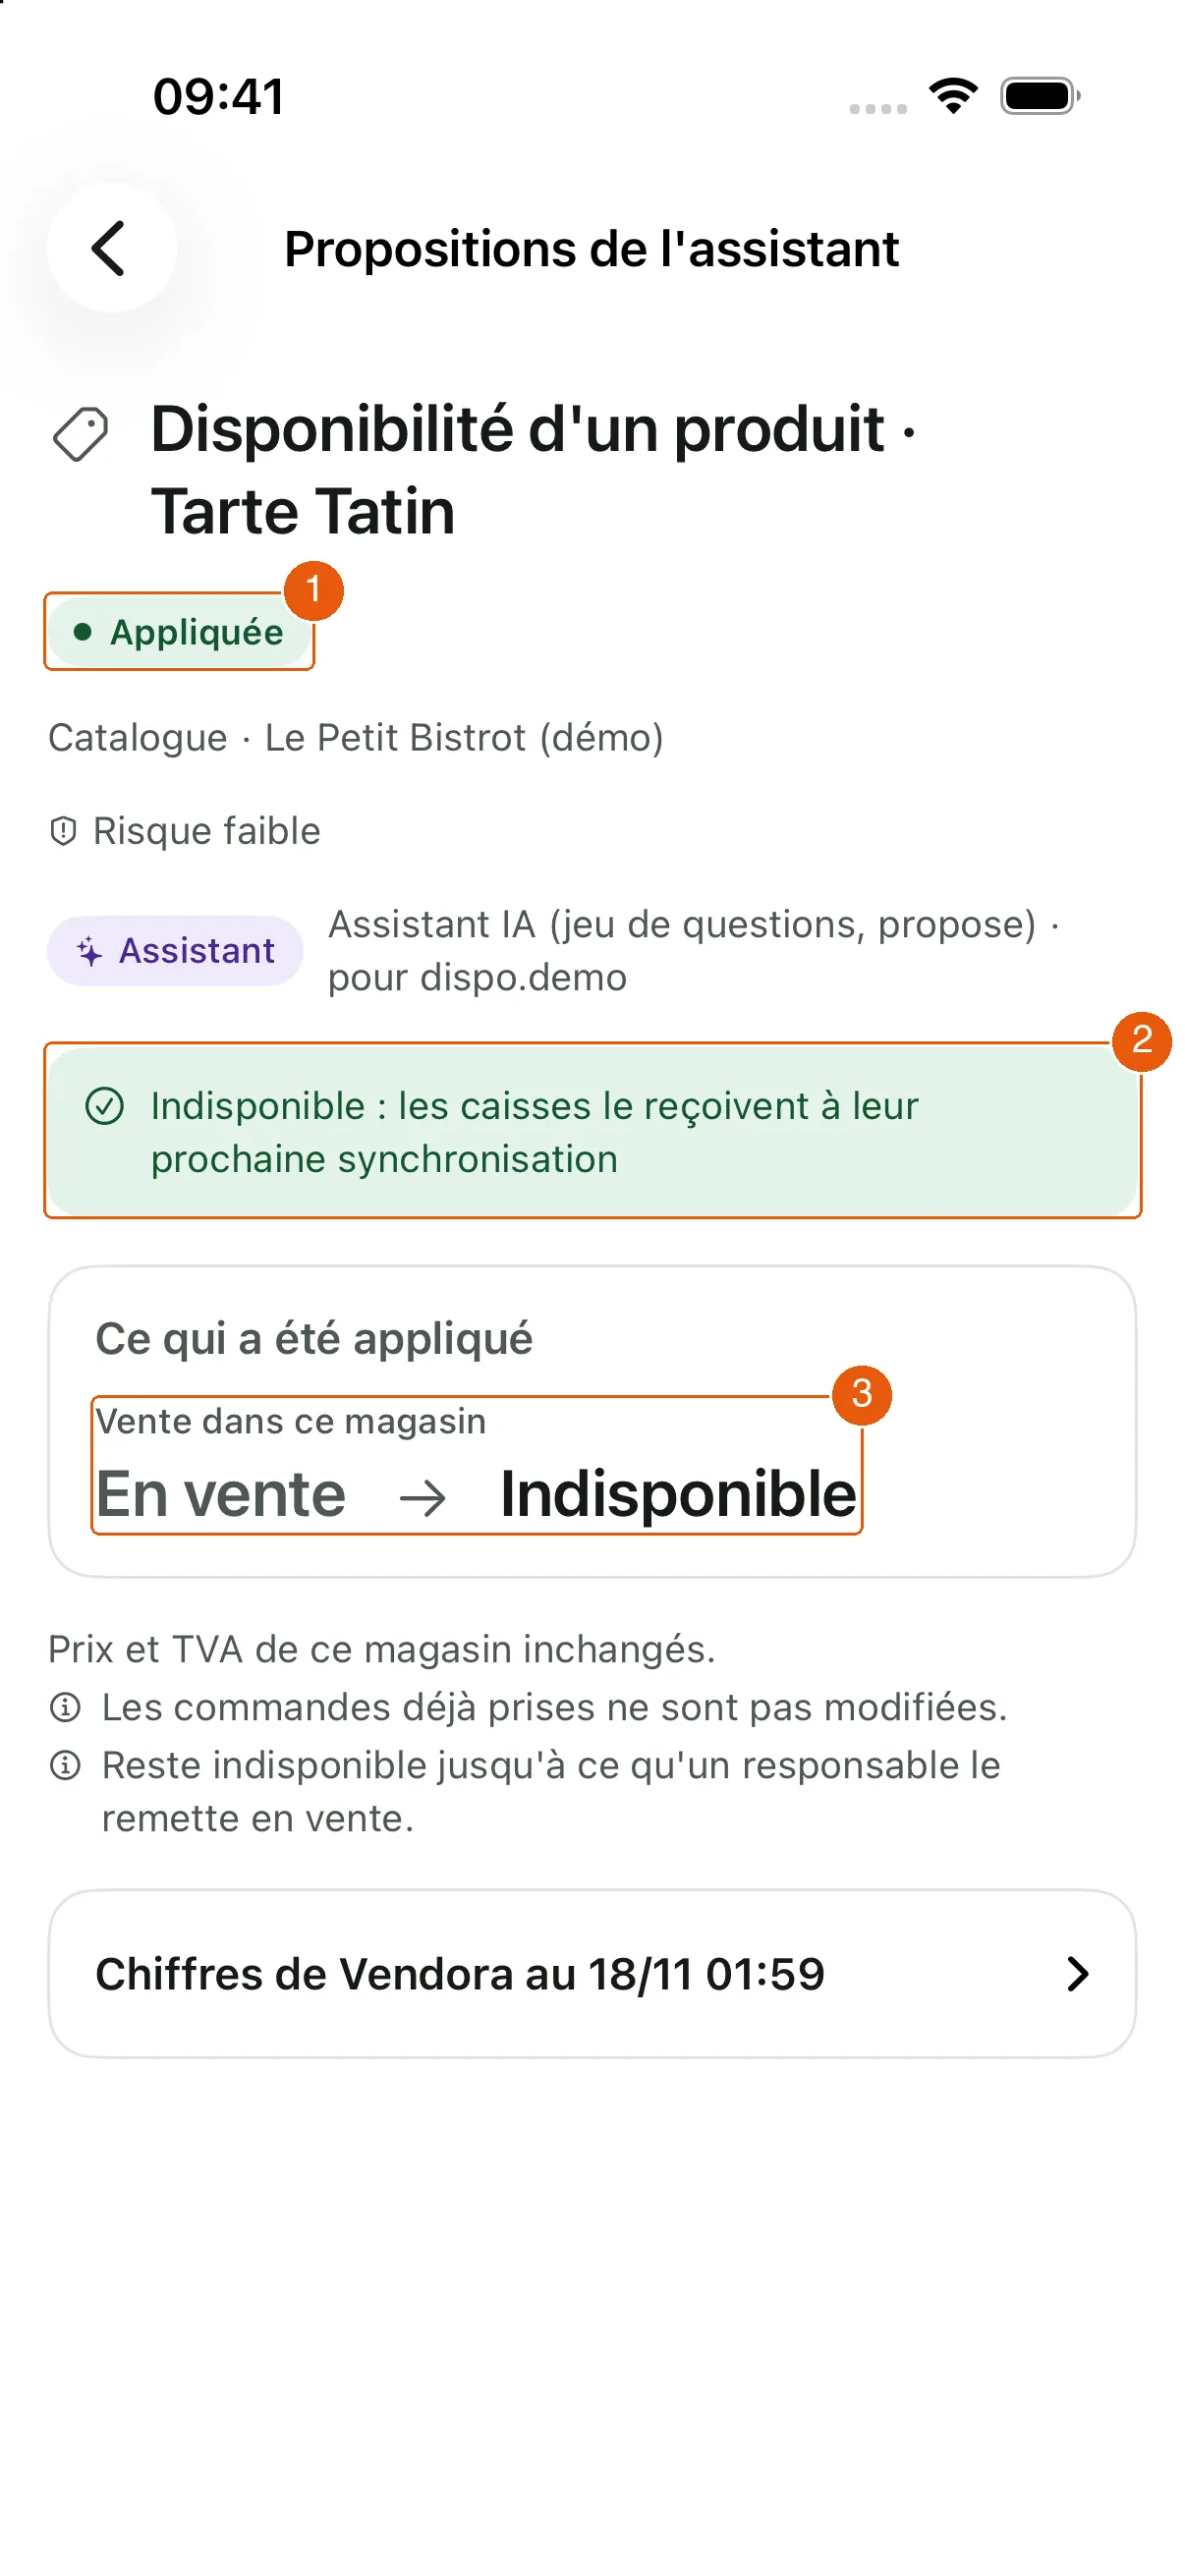 09:41
Propositions de l'assistant
Disponibilité d'un produit ·
Tarte Tatin
1
Appliquée
Catalogue · Le Petit Bistrot (démo)
Risque faible
Assistant
Assistant IA (jeu de questions, propose) ·
pour dispo.demo
2
Indisponible : les caisses le reçoivent à leur
prochaine synchronisation
Ce qui a été appliqué
3
Vente dans ce magasin
En vente → Indisponible
Prix et TVA de ce magasin inchangés.
Les commandes déjà prises ne sont pas modifiées.
Reste indisponible jusqu'à ce qu'un responsable le
remette en vente.
Chiffres de Vendora au 18/11 01:59